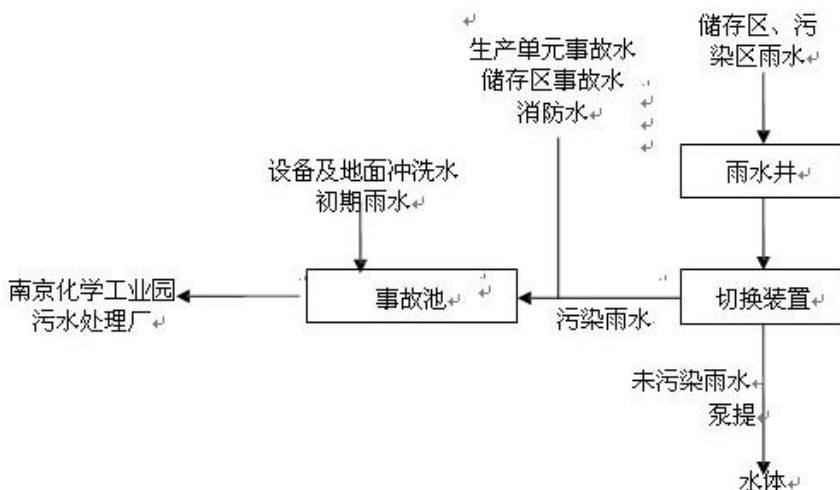 储存区、污
染区雨水
生产单元事故水
储存区事故水
消防水
雨水井
设备及地面冲洗水
初期雨水
南京化学工业园
污水处理厂
事故池
污染雨水
切换装置
未污染雨水
泵提
水体